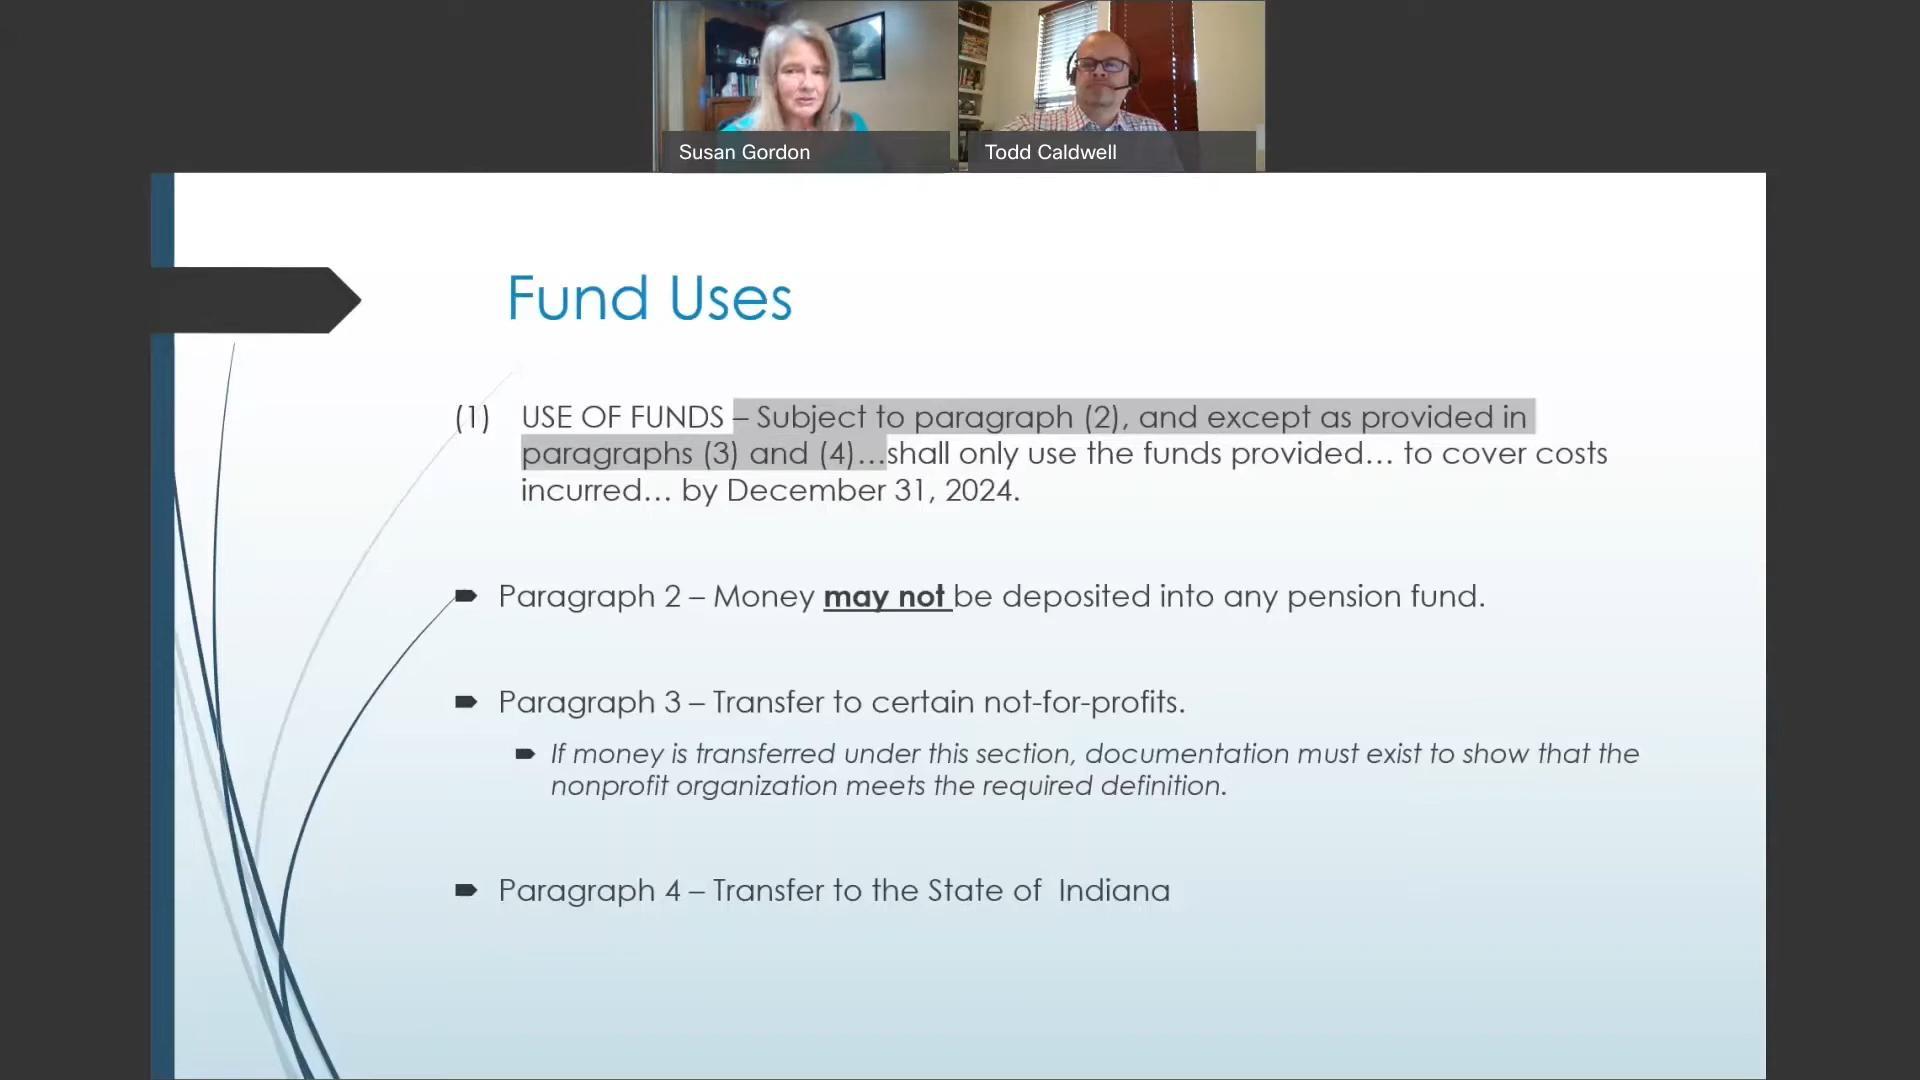 Susan Gordon
Todd Caldwell
Fund Uses
(1) USE OF FUNDS – Subject to paragraph (2), and except as provided in
paragraphs (3) and (4)…shall only use the funds provided… to cover costs
incurred… by December 31, 2024.
Paragraph 2 – Money may not be deposited into any pension fund.
Paragraph 3 – Transfer to certain not-for-profits.
If money is transferred under this section, documentation must exist to show that the
nonprofit organization meets the required definition.
Paragraph 4 – Transfer to the State of Indiana